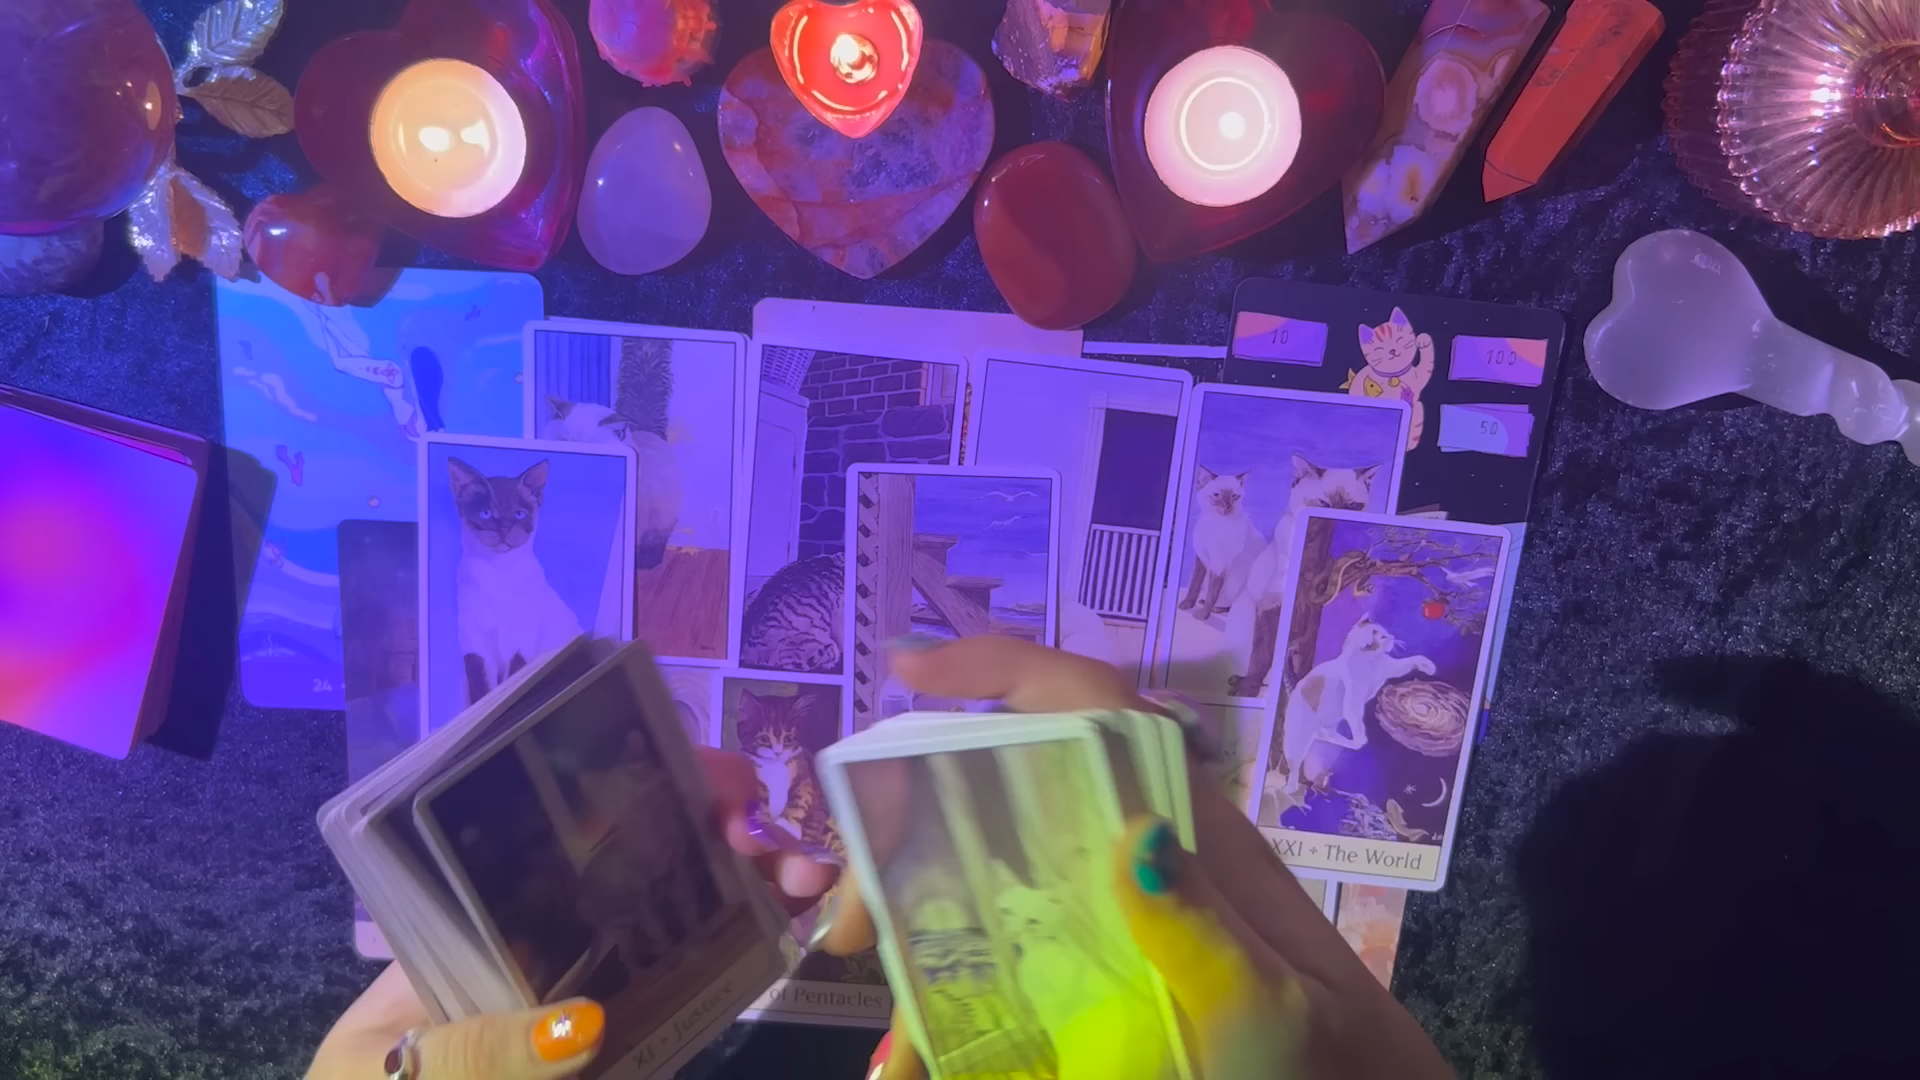 10
100
50
24
XXI + The World
of Pentacles
XI + Justice